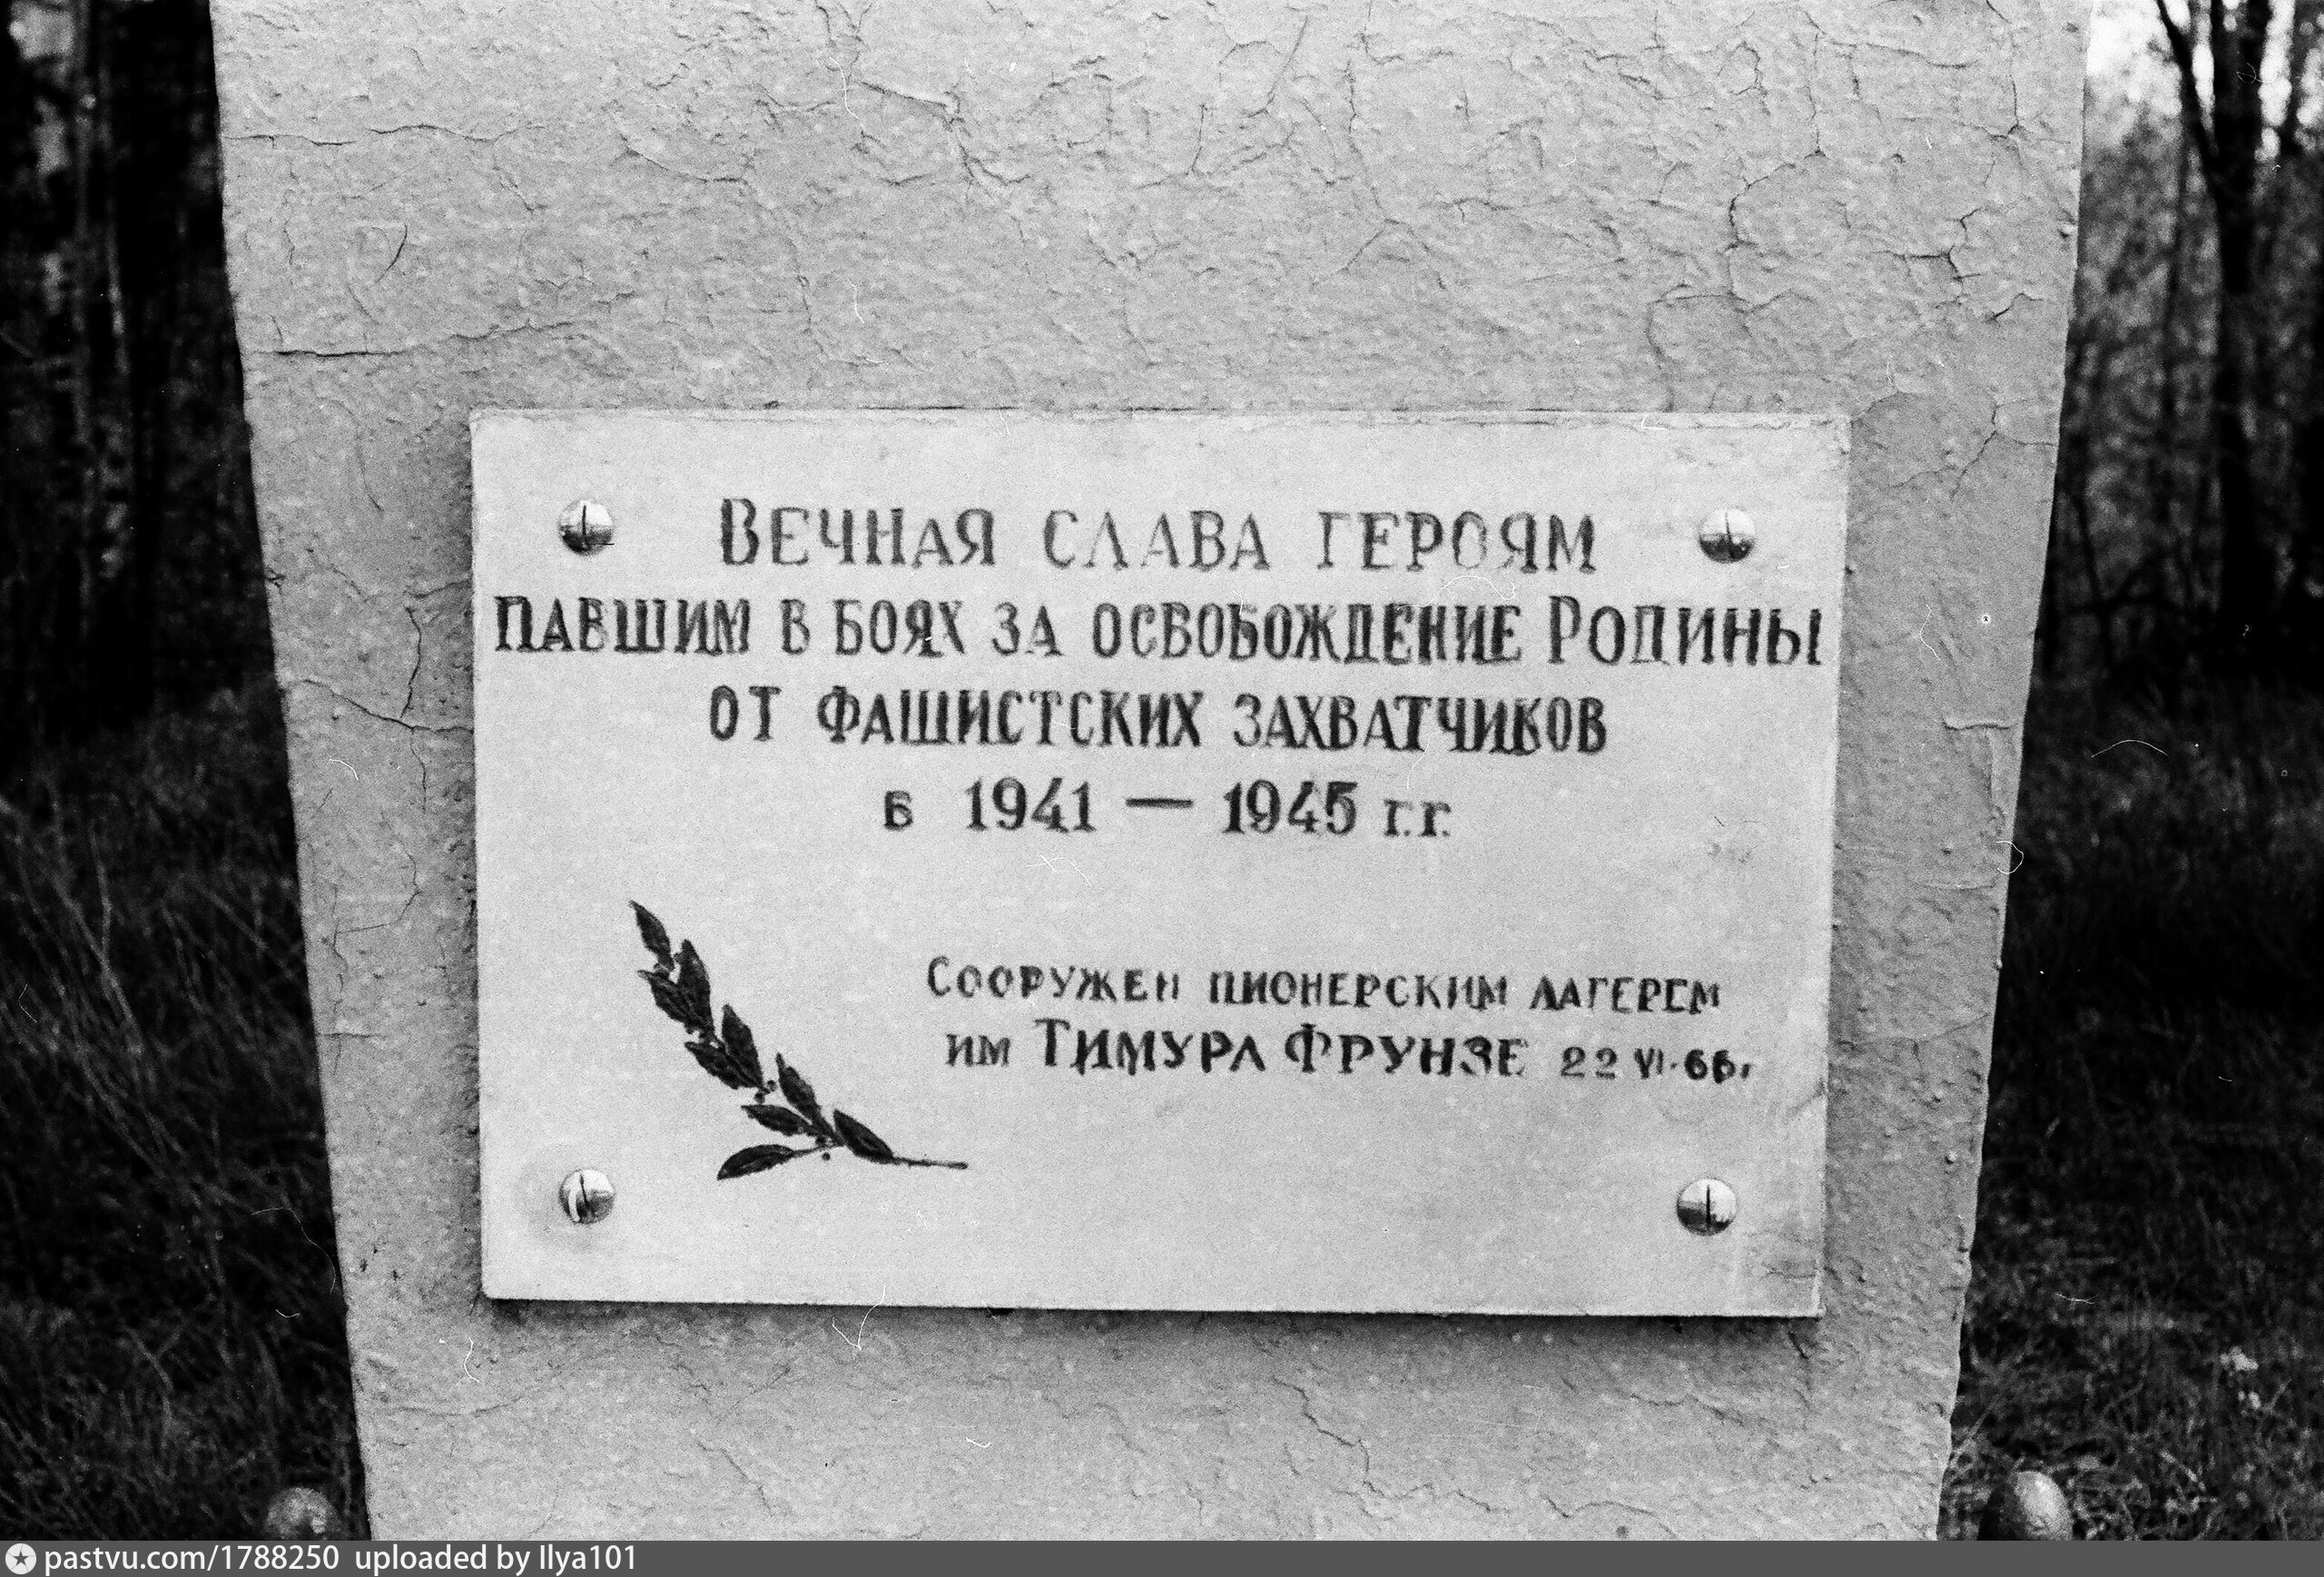 Вечная слава героям
павшим в боях за освобождение Родины
от фашистских захватчиков
в 1941 — 1945 г.г.
Сооружен пионерским лагерем
им Тимура Фрунзе 22 VI·66г
pastvu.com/1788250 uploaded by Ilya101